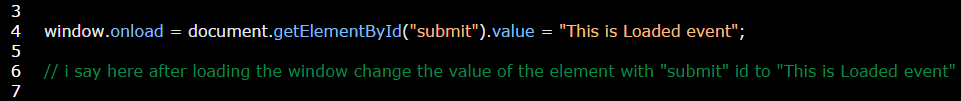 3
4 window.onload = document.getElementById("submit").value = "This is Loaded event";
5
6 // i say here after loading the window change the value of the element with "submit" id to "This is Loaded event"
7